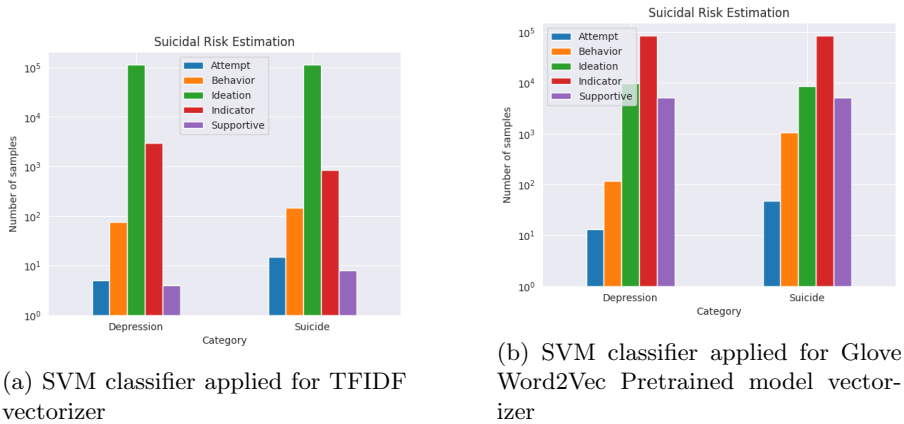 Suicidal Risk Estimation
Attempt
Behavior
Ideation
Indicator
Supportive
Number of samples
10^5
10^4
10^3
10^2
10^1
10^0
Depression
Suicide
Category
(a) SVM classifier applied for TFIDF
vectorizer
Suicidal Risk Estimation
Attempt
Behavior
Ideation
Indicator
Supportive
Number of samples
10^5
10^4
10^3
10^2
10^1
10^0
Depression
Suicide
Category
(b) SVM classifier applied for Glove
Word2Vec Pretrained model vector-
izer